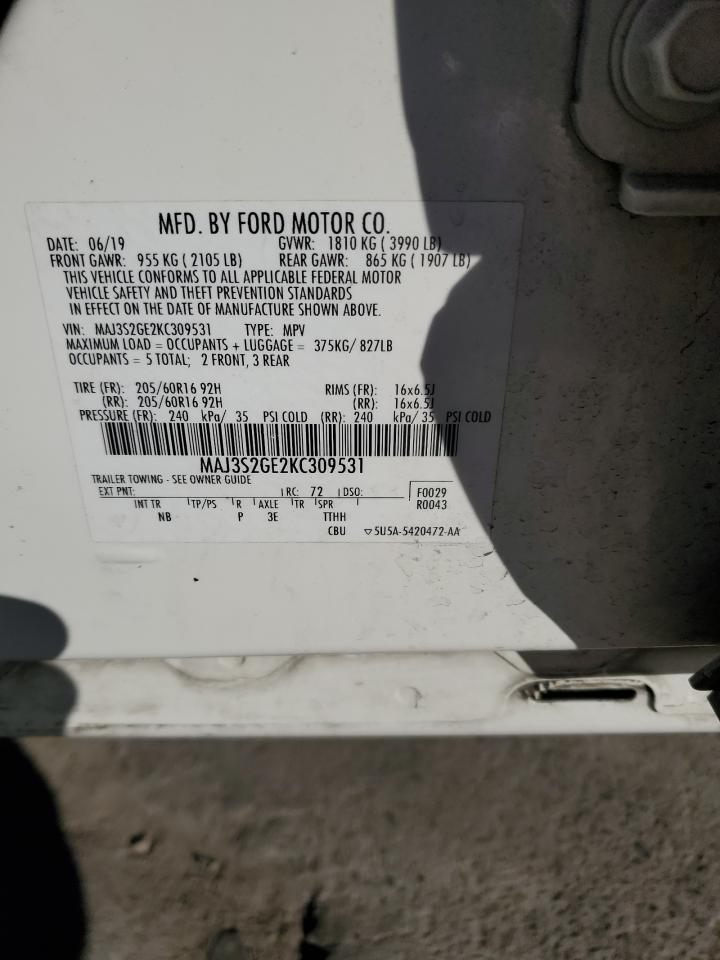 MFD. BY FORD MOTOR CO.
DATE: 06/19 GVWR: 1810 KG ( 3990 LB)
FRONT GAWR: 955 KG ( 2105 LB) REAR GAWR: 865 KG ( 1907 LB)
THIS VEHICLE CONFORMS TO ALL APPLICABLE FEDERAL MOTOR
VEHICLE SAFETY AND THEFT PREVENTION STANDARDS
IN EFFECT ON THE DATE OF MANUFACTURE SHOWN ABOVE.
VIN: MAJ3S2GE2KC309531 TYPE: MPV
MAXIMUM LOAD = OCCUPANTS + LUGGAGE = 375KG/ 827LB
OCCUPANTS = 5 TOTAL; 2 FRONT, 3 REAR
TIRE (FR): 205/60R16 92H RIMS (FR): 16x6.5J
(RR): 205/60R16 92H (RR): 16x6.5J
PRESSURE (FR): 240 kPa/ 35 PSI COLD (RR): 240 kPa/ 35 PSI COLD
MAJ3S2GE2KC309531
TRAILER TOWING - SEE OWNER GUIDE
EXT PNT: RC: 72 DSO: F0029
INT TR TP/PS R AXLE TR SPR R0043
NB P 3E TTHH
CBU ▽5U5A-5420472-AA